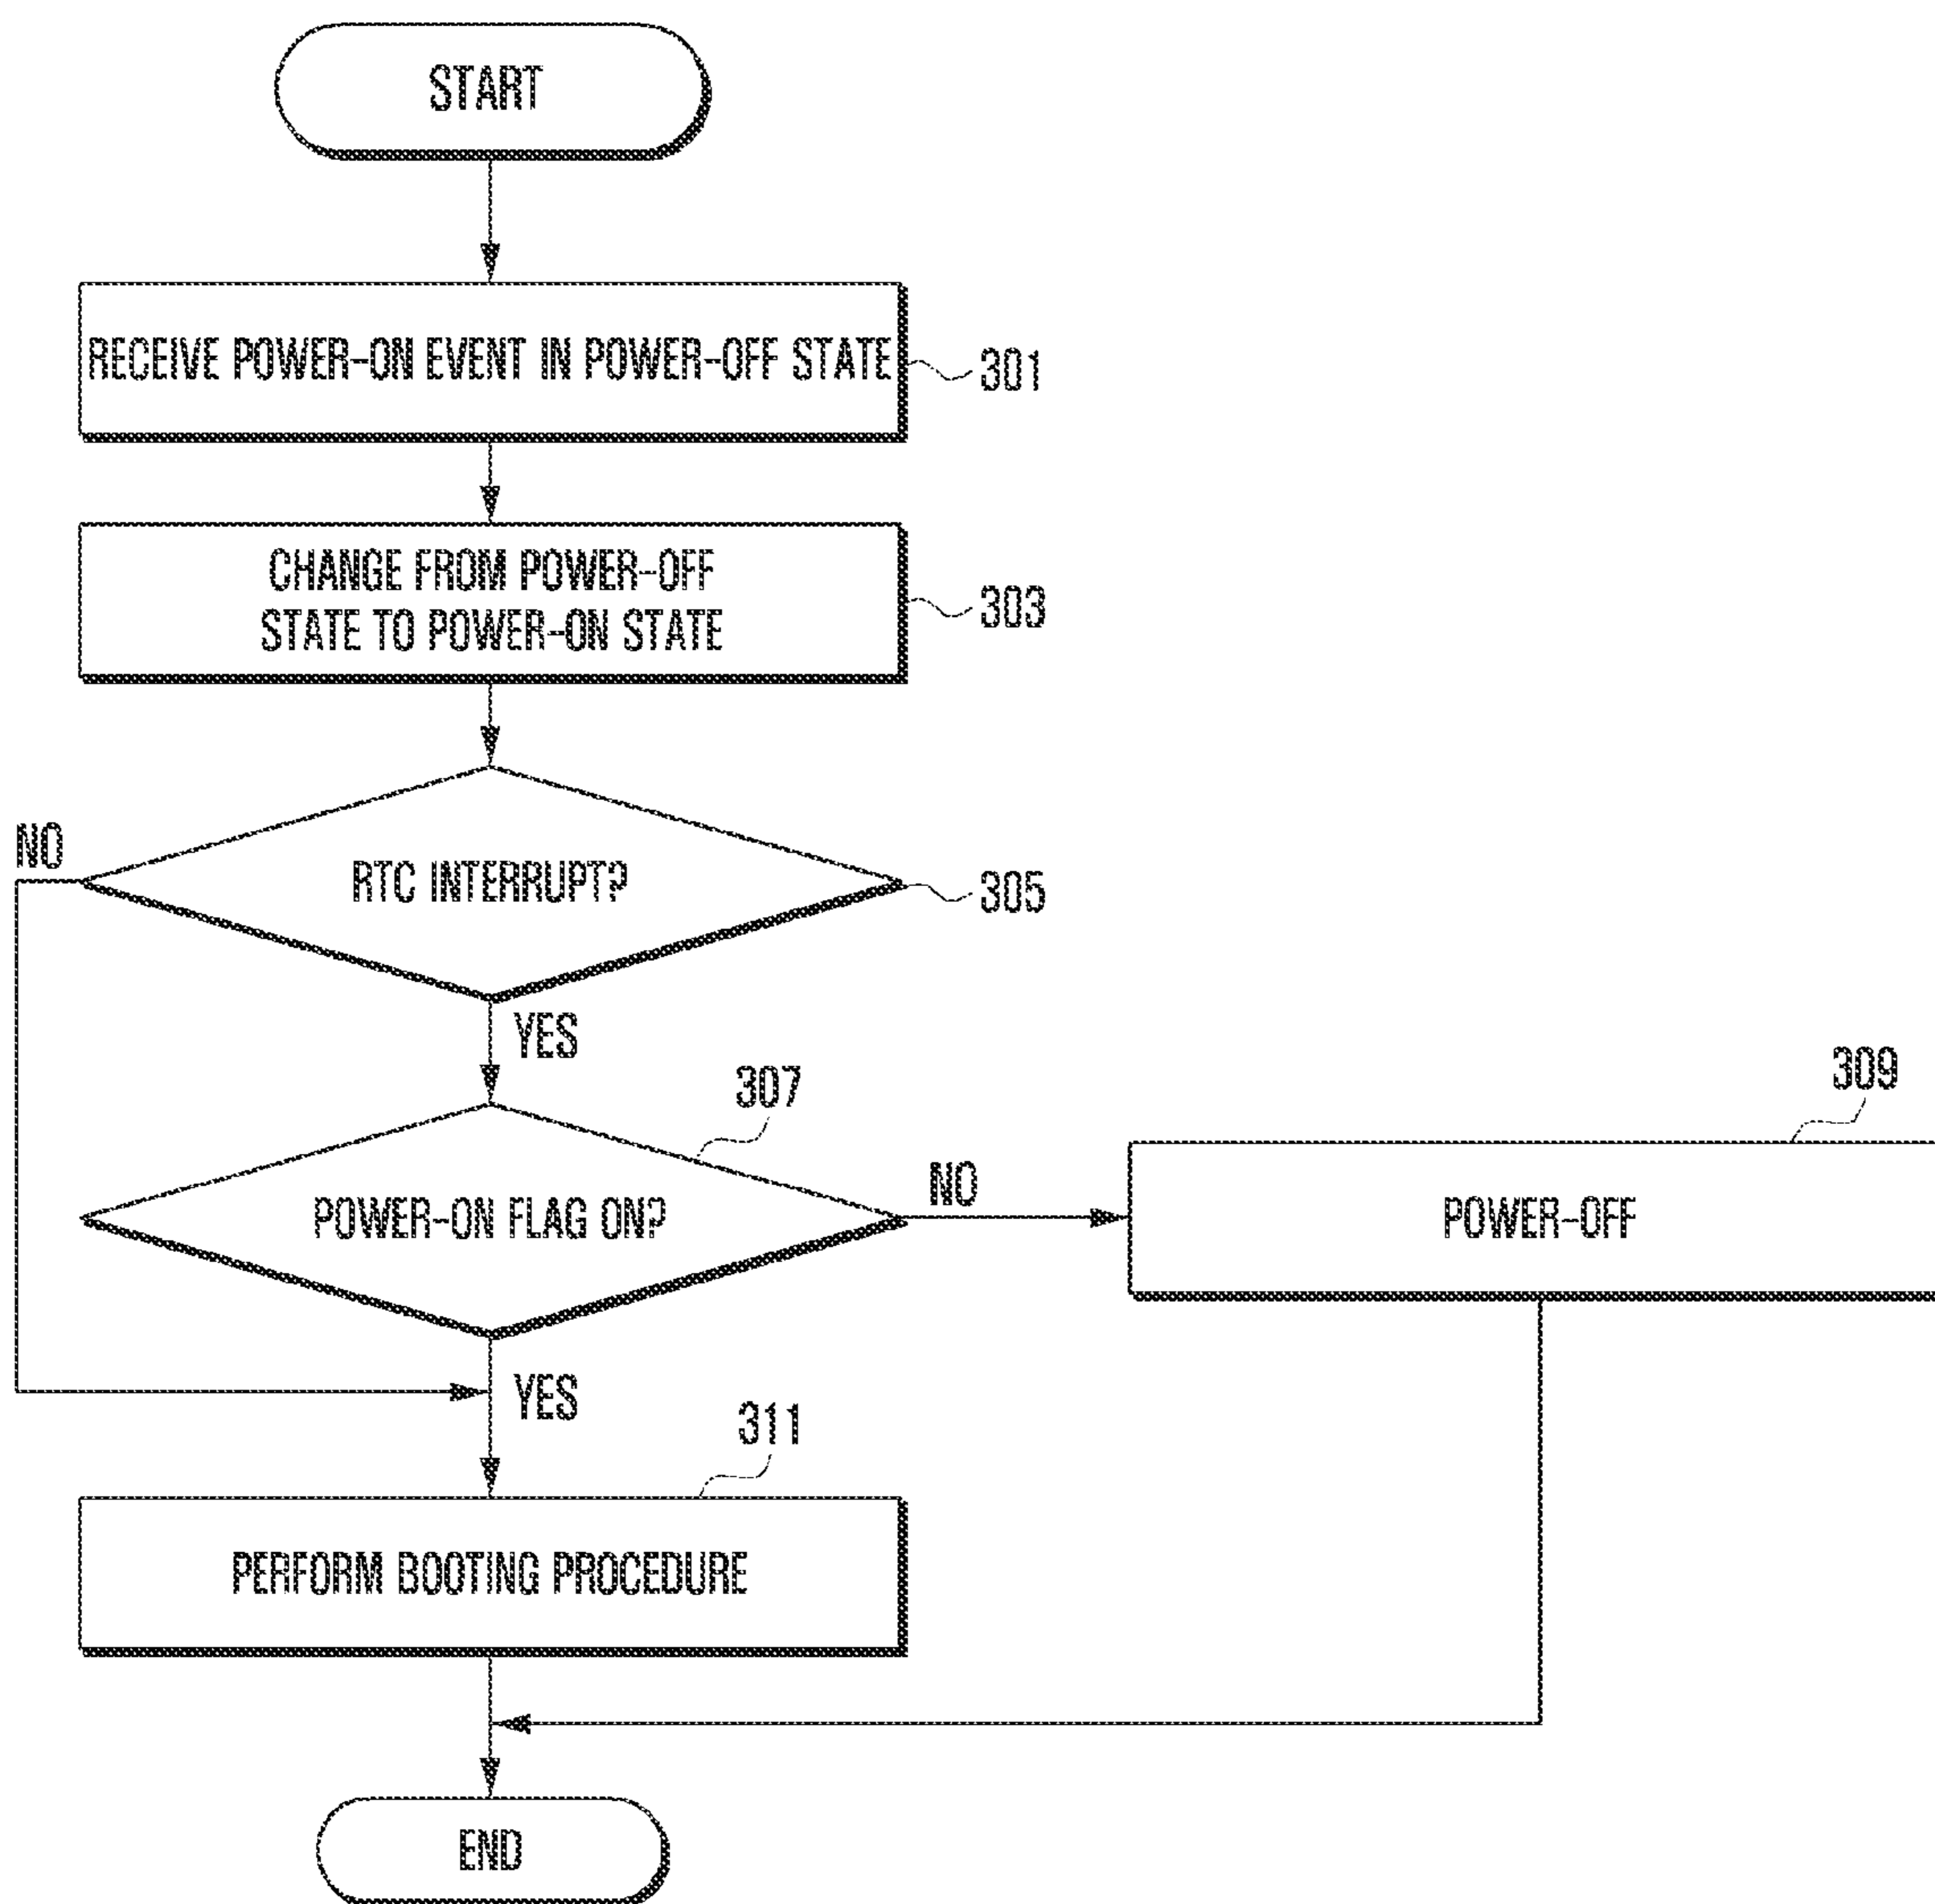 START
RECEIVE POWER-ON EVENT IN POWER-OFF STATE
301
CHANGE FROM POWER-OFF
STATE TO POWER-ON STATE
303
NO
RTC INTERRUPT?
305
YES
307
309
POWER-ON FLAG ON?
NO
POWER-OFF
YES
311
PERFORM BOOTING PROCEDURE
END